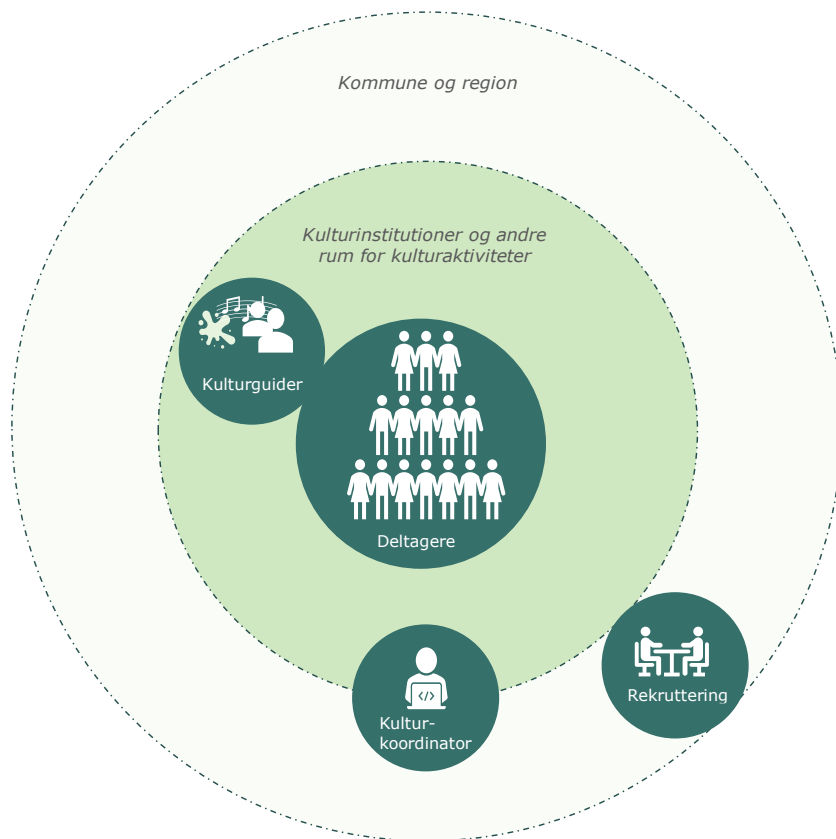 Kommune og region
Kulturinstitutioner og andre
rum for kulturaktiviteter
Kulturguider
Deltagere
Rekruttering
Kultur-
koordinator